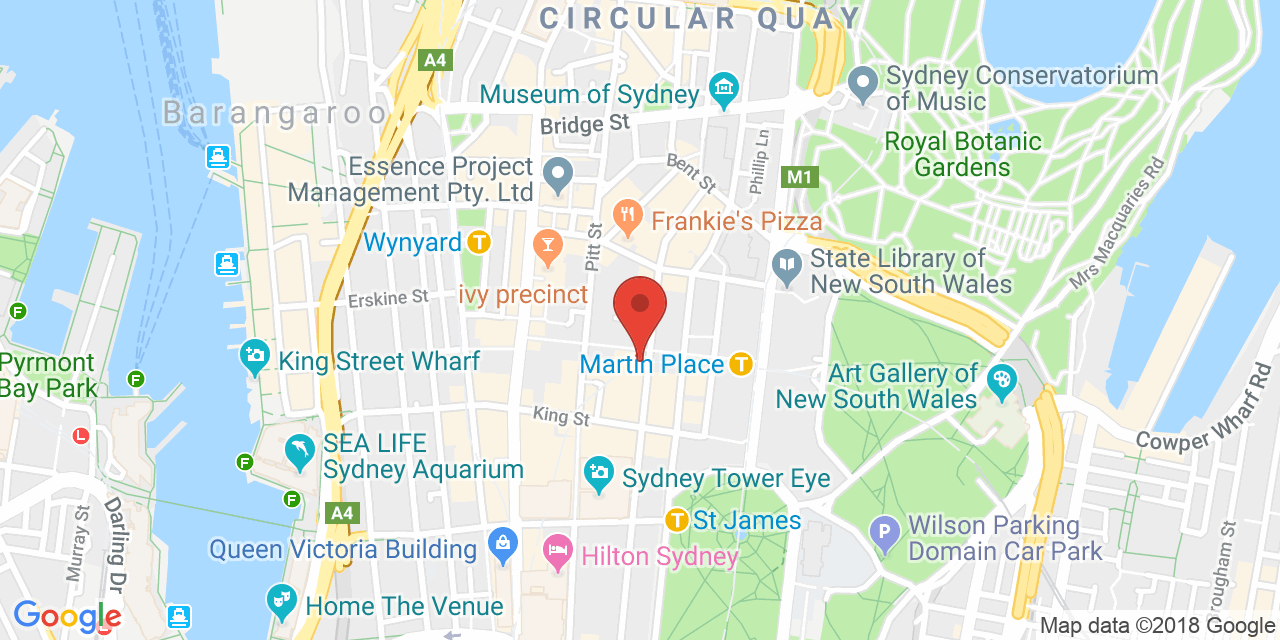 CIRCULAR QUAY
A4
Sydney Conservatorium
of Music
Museum of Sydney
Barangaroo
Bridge St
Phillip Ln
Royal Botanic
Gardens
Essence Project
Management Pty. Ltd
Bent St
M1
Mrs Macquaries Rd
Frankie's Pizza
Wynyard
T
Pitt St
State Library of
New South Wales
Erskine St
ivy precinct
F
King Street Wharf
Martin Place
T
Pyrmont
Bay Park
F
Art Gallery of
New South Wales
King St
Cowper Wharf Rd
L
SEA LIFE
Sydney Aquarium
F
Sydney Tower Eye
F
A4
T
St James
Murray St
Darling Dr
Queen Victoria Building
Hilton Sydney
P
Wilson Parking
Domain Car Park
rougham St
Home The Venue
Google
Map data ©2018 Google